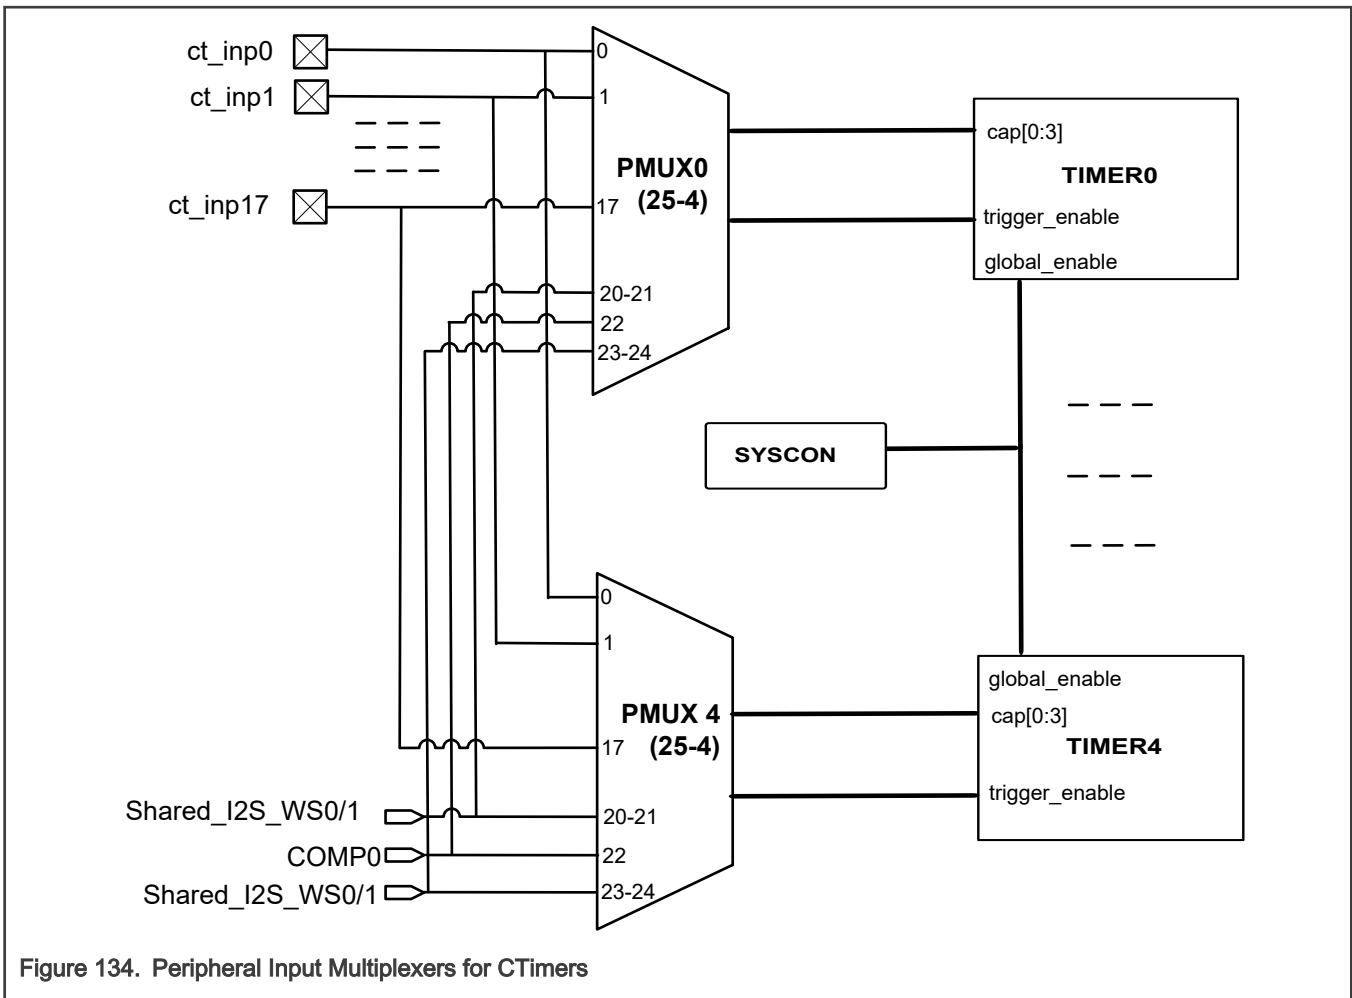 ct_inp0
ct_inp1
ct_inp17
0
1
17
20-21
22
23-24
PMUX0
(25-4)
cap[0:3]
TIMER0
trigger_enable
global_enable
SYSCON
0
1
17
20-21
22
23-24
PMUX 4
(25-4)
global_enable
cap[0:3]
TIMER4
trigger_enable
Shared_I2S_WS0/1
COMP0
Shared_I2S_WS0/1
Figure 134. Peripheral Input Multiplexers for CTimers